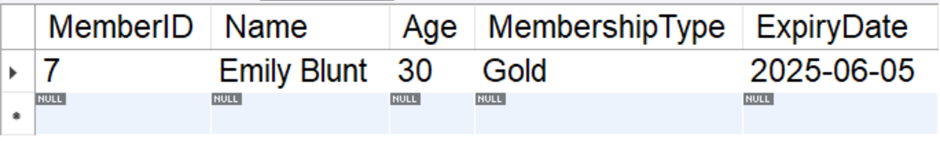 MemberID Name Age MembershipType ExpiryDate
7 Emily Blunt 30 Gold 2025-06-05
NULL NULL NULL NULL NULL